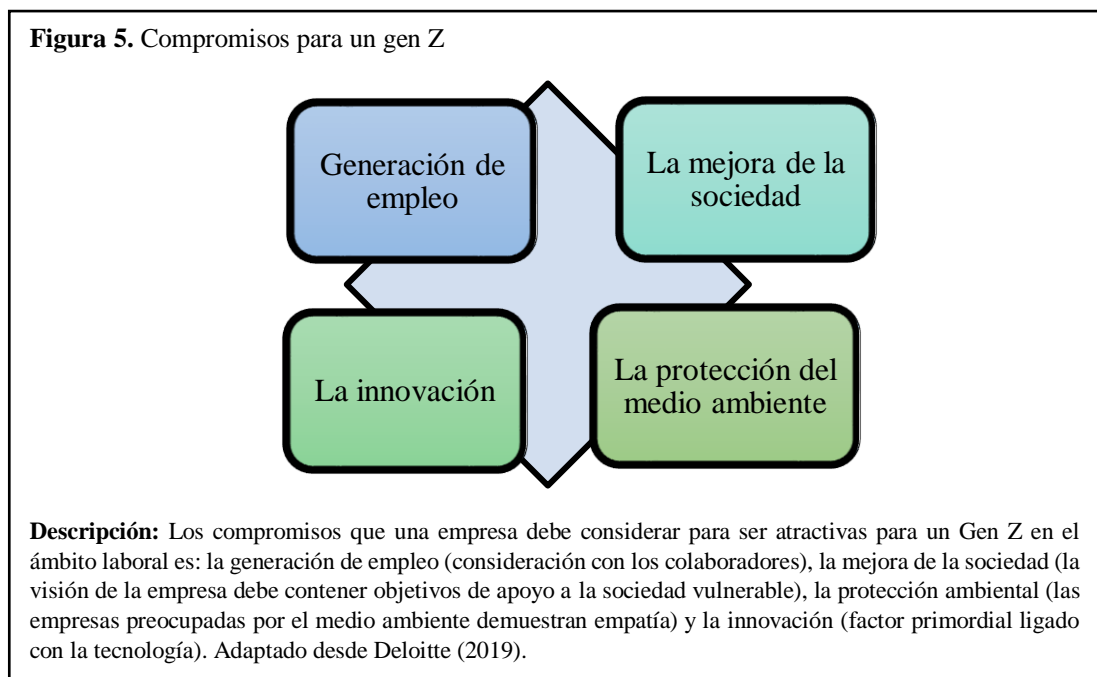 Figura 5. Compromisos para un gen Z
Generación de
empleo
La mejora de la
sociedad
La innovación
La protección del
medio ambiente
Descripción: Los compromisos que una empresa debe considerar para ser atractivas para un Gen Z en el
ámbito laboral es: la generación de empleo (consideración con los colaboradores), la mejora de la sociedad (la
visión de la empresa debe contener objetivos de apoyo a la sociedad vulnerable), la protección ambiental (las
empresas preocupadas por el medio ambiente demuestran empatía) y la innovación (factor primordial ligado
con la tecnología). Adaptado desde Deloitte (2019).